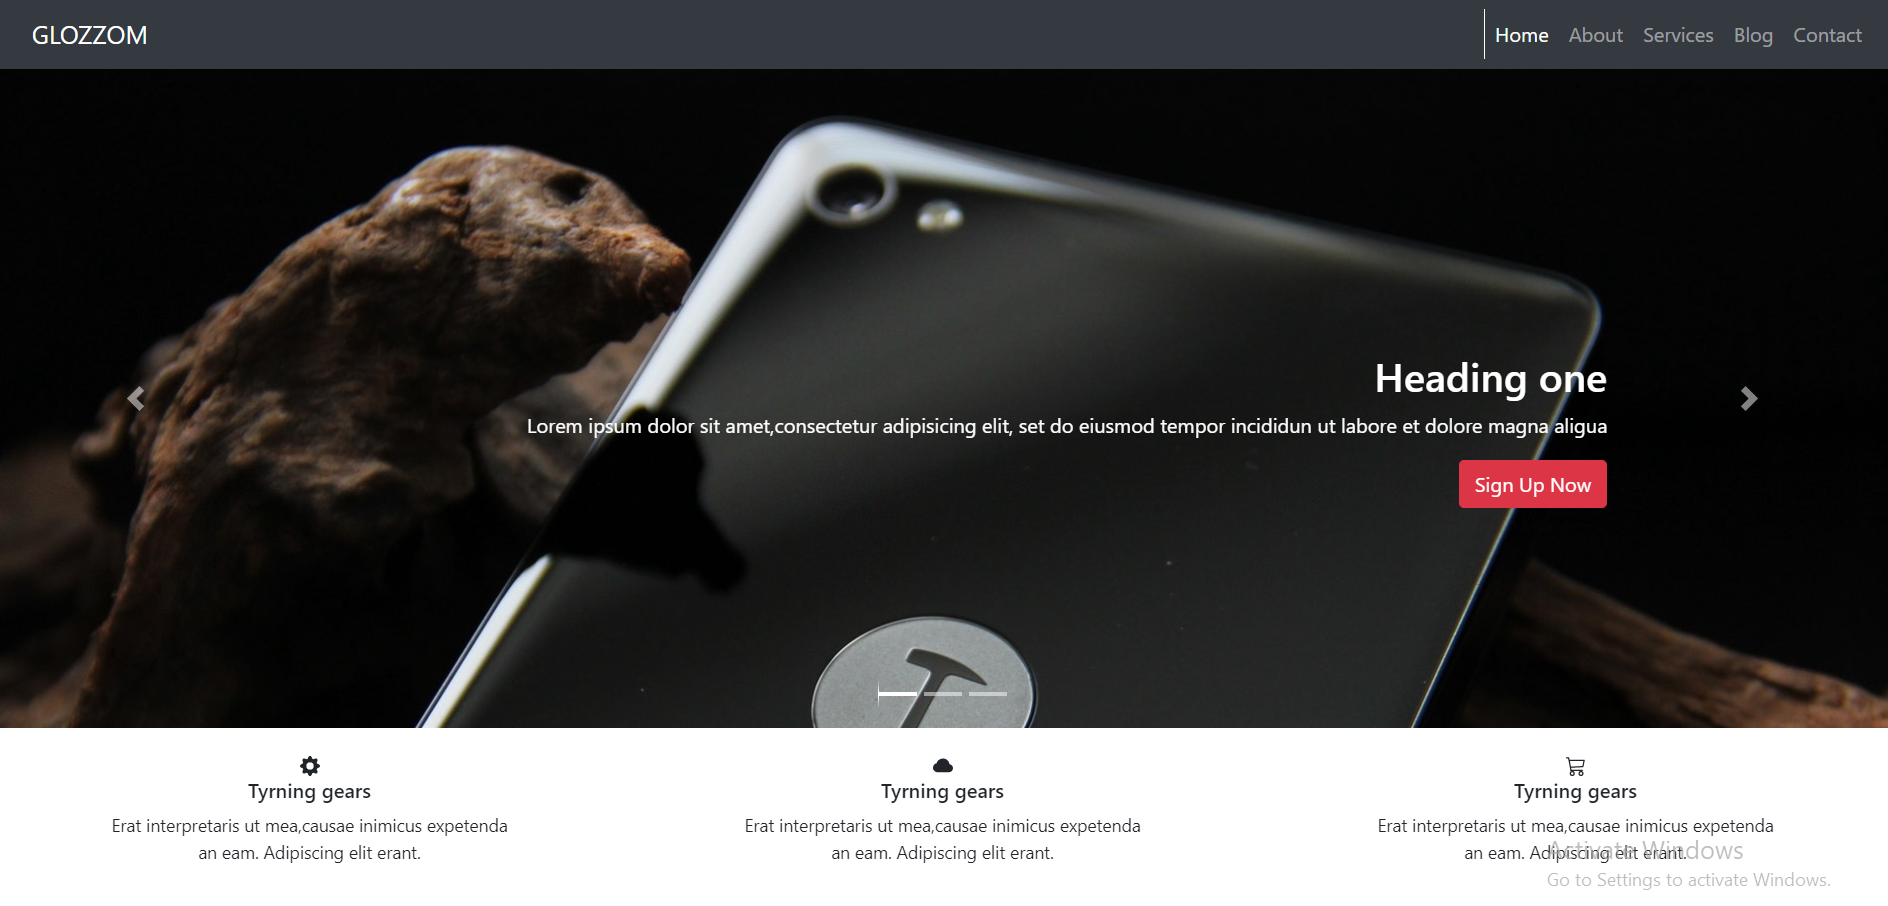 GLOZZOM
Home About Services Blog Contact
Heading one
Lorem ipsum dolor sit amet,consectetur adipisicing elit, set do eiusmod tempor incididun ut labore et dolore magna aligua
Sign Up Now
Tyrning gears
Erat interpretaris ut mea,causae inimicus expetenda
an eam. Adipiscing elit erant.
Tyrning gears
Erat interpretaris ut mea,causae inimicus expetenda
an eam. Adipiscing elit erant.
Tyrning gears
Erat interpretaris ut mea,causae inimicus expetenda
an eam. Adipiscing elit erant.
Activate Windows
Go to Settings to activate Windows.